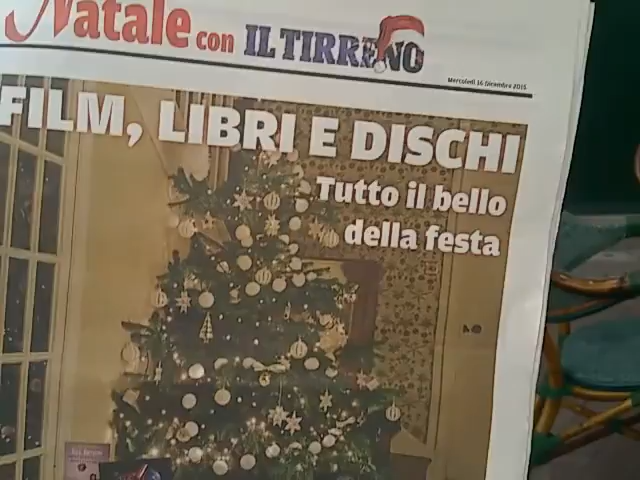 Natale con IL TIRRENO
Mercoledì 16 Dicembre 2015
FILM, LIBRI E DISCHI
Tutto il bello
della festa